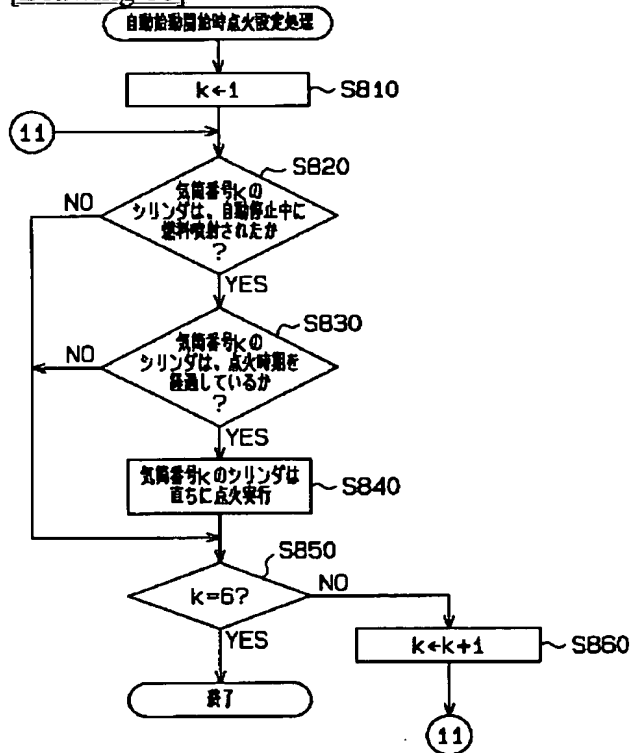 自動始動開始時点火設定処理
k←1
S810
11
S820
気筒番号kの
シリンダは、自動停止中に
燃料噴射されたか
?
NO
YES
S830
気筒番号kの
シリンダは、点火時期を
経過しているか
?
NO
YES
気筒番号kのシリンダは
直ちに点火実行
S840
S850
k=6?
NO
YES
k←k+1
S860
終了
11